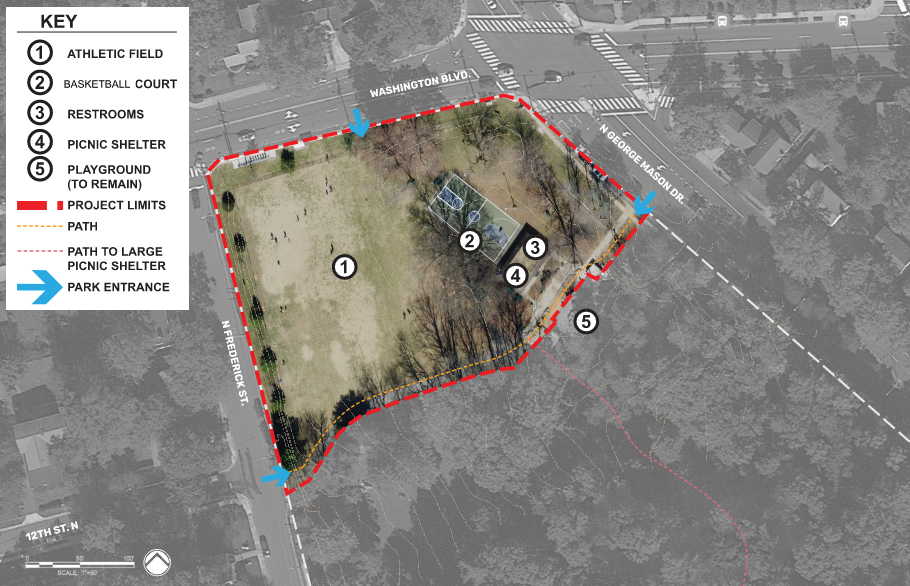 KEY
1 ATHLETIC FIELD
2 BASKETBALL COURT
3 RESTROOMS
4 PICNIC SHELTER
5 PLAYGROUND
(TO REMAIN)
PROJECT LIMITS
PATH
PATH TO LARGE
PICNIC SHELTER
PARK ENTRANCE
WASHINGTON BLVD.
N GEORGE MASON DR.
2
3
1
4
5
N FREDERICK ST.
12TH ST. N
0 50' 100'
SCALE, 1"=50'